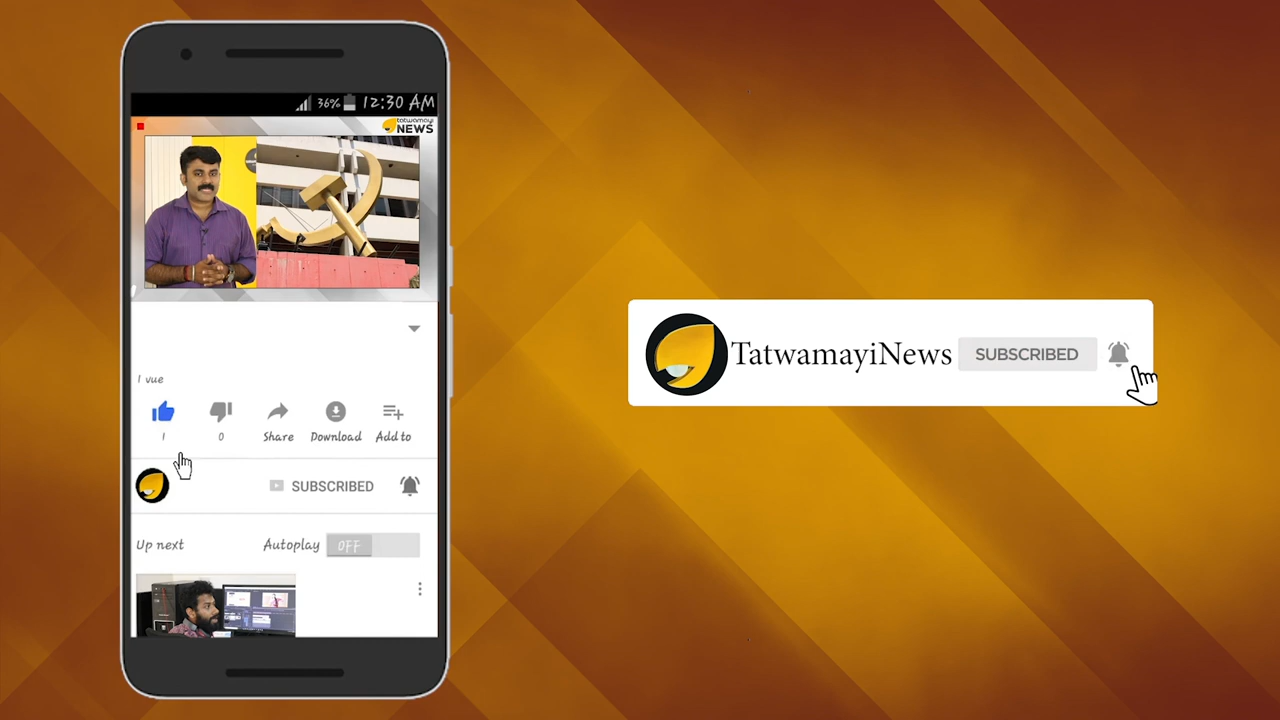 36% 12:30 AM
tatwamayi
NEWS
1 vue
1
0
Share
Download
Add to
SUBSCRIBED
Up next
Autoplay
OFF
TatwamayiNews
SUBSCRIBED